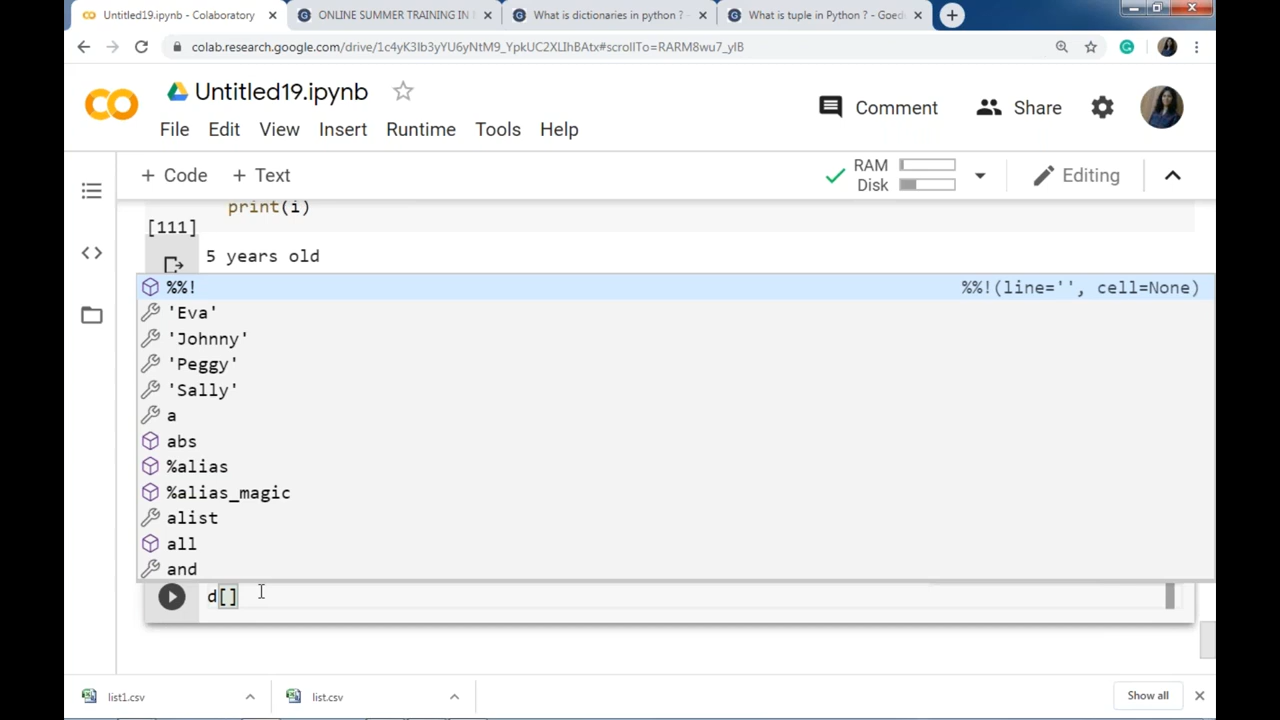 Untitled19.ipynb - Colaboratory
ONLINE SUMMER TRAINING IN
What is dictionaries in python ? -
What is tuple in Python ? - Goed
colab.research.google.com/drive/1c4yK3Ib3yYU6yNtM9_YpkUC2XLIhBAtx#scrollTo=RARM8wu7_yIB
CO Untitled19.ipynb
Comment Share
File Edit View Insert Runtime Tools Help
+ Code + Text
RAM
Disk
Editing
print(i)
[111]
5 years old
%%! %%!(line='', cell=None)
'Eva'
'Johnny'
'Peggy'
'Sally'
a
abs
%alias
%alias_magic
alist
all
and
d[]
list1.csv list.csv Show all